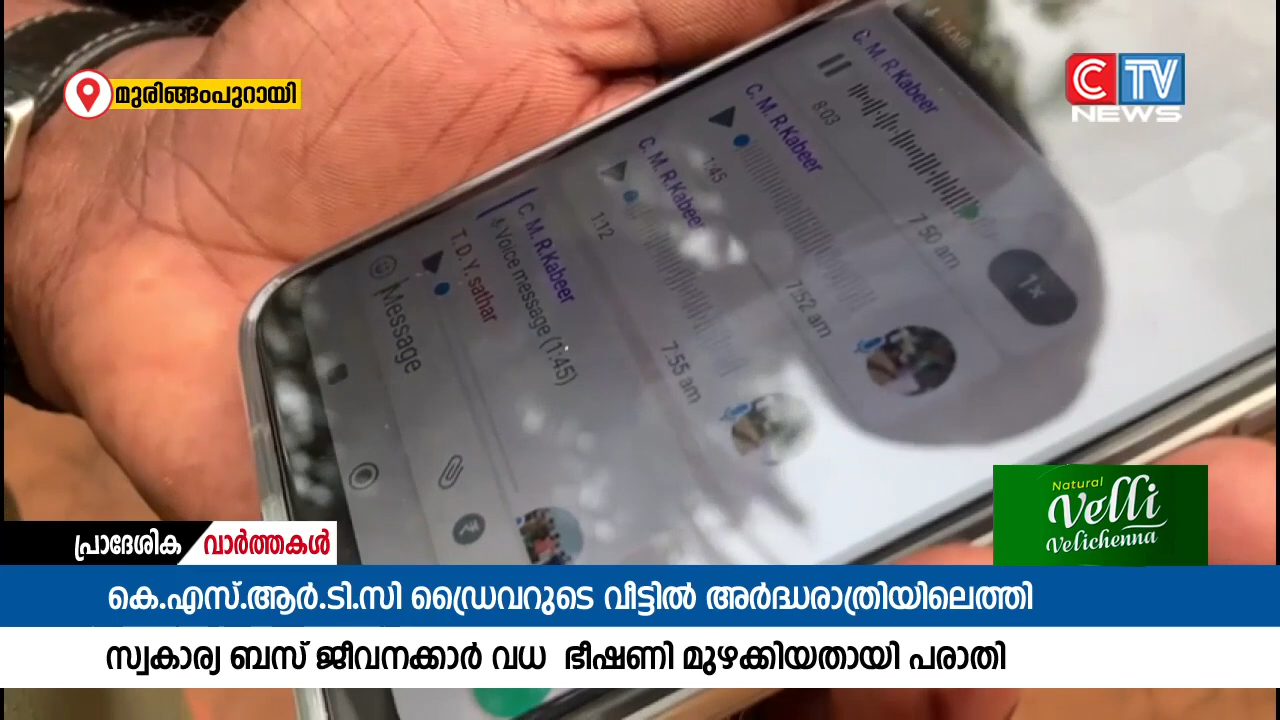 മുരിങ്ങംപുറായി
C TV
NEWS
C. M. R.Kabeer
8:03
7:50 am
1×
C. M. R.Kabeer
1:45
7:52 am
C. M. R.Kabeer
1:12
7:55 am
C. M. R.Kabeer
Voice message (1:45)
T. D. Y. sathar
Message
Natural
Velli
Velichenna
പ്രാദേശിക വാർത്തകൾ
കെ.എസ്.ആർ.ടി.സി ഡ്രൈവറുടെ വീട്ടിൽ അർദ്ധരാത്രിയിലെത്തി
സ്വകാര്യ ബസ് ജീവനക്കാർ വധ ഭീഷണി മുഴക്കിയതായി പരാതി